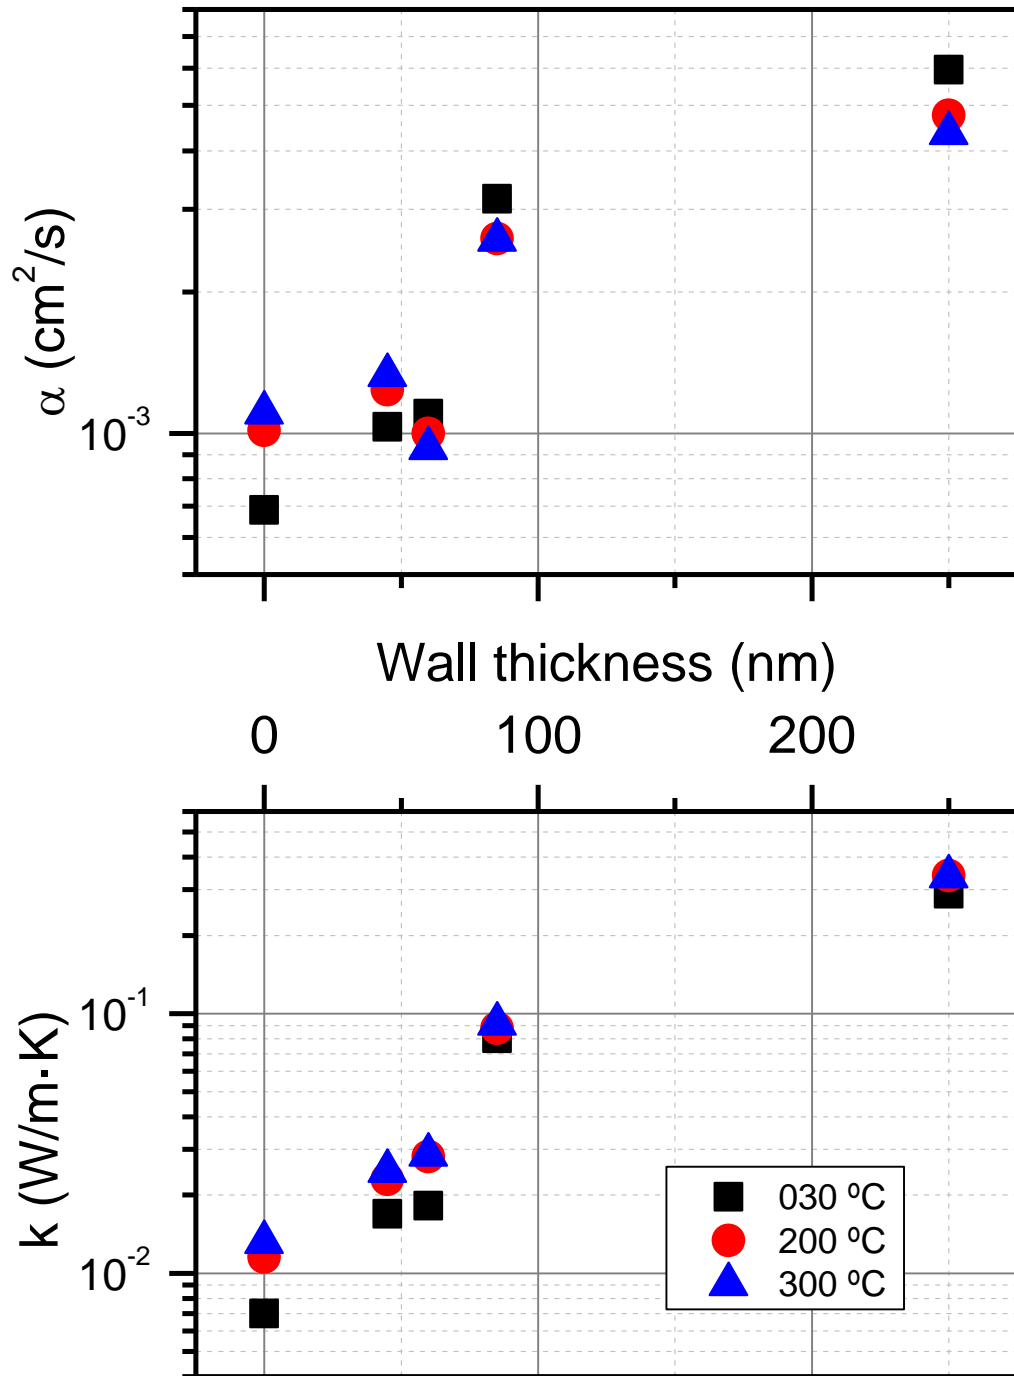 α (cm²/s)
10⁻³
Wall thickness (nm)
0 100 200
k (W/m·K)
10⁻¹
10⁻²
030 ºC
200 ºC
300 ºC